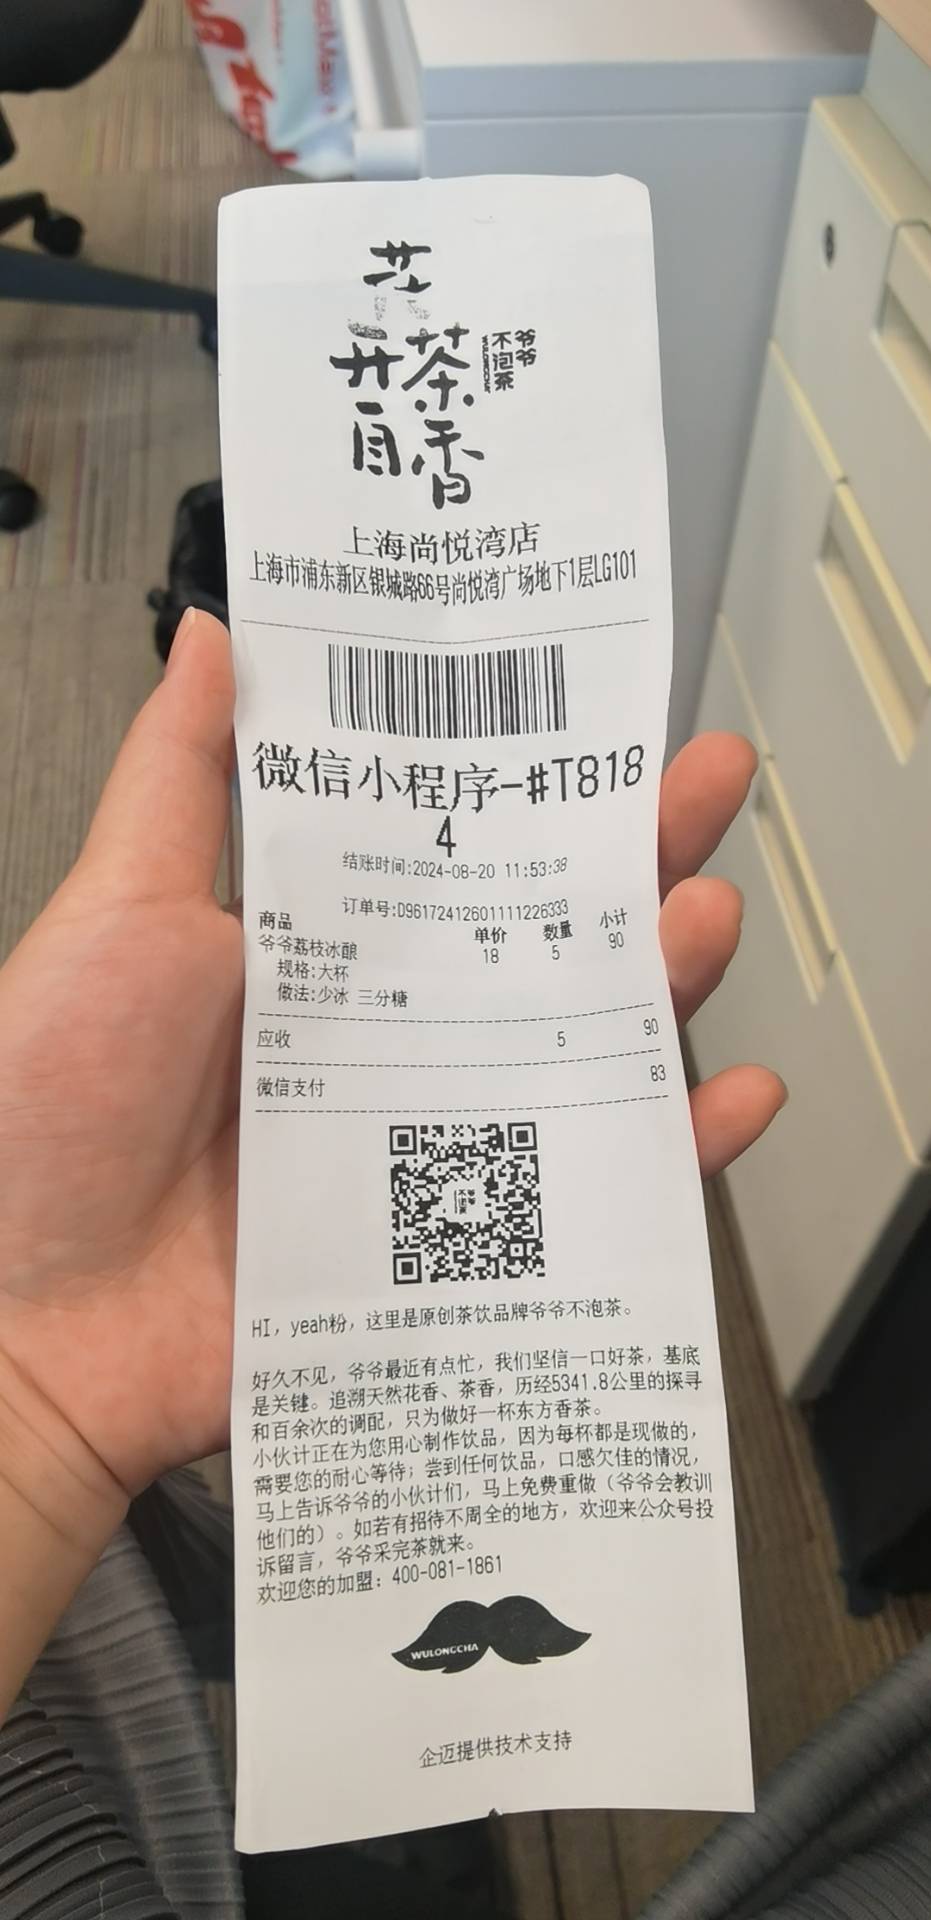 花
开茶
自香
爷爷
不泡茶
WULONGCHA
上海尚悦湾店
上海市浦东新区银城路66号尚悦湾广场地下1层LG101
微信小程序-#T818
4
结账时间:2024-08-20 11:53:38
订单号:D96172412601111226333
商品 单价 数量 小计
爷爷荔枝冰酿 18 5 90
规格:大杯
做法:少冰 三分糖
应收 5 90
微信支付 83
爷爷
不泡茶
HI，yeah粉，这里是原创茶饮品牌爷爷不泡茶。
好久不见，爷爷最近有点忙，我们坚信一口好茶，基底
是关键。追溯天然花香、茶香，历经5341.8公里的探寻
和百余次的调配，只为做好一杯东方香茶。
小伙计正在为您用心制作饮品，因为每杯都是现做的，
需要您的耐心等待；尝到任何饮品，口感欠佳的情况，
马上告诉爷爷的小伙计们，马上免费重做（爷爷会教训
他们的）。如若有招待不周全的地方，欢迎来公众号投
诉留言，爷爷采完茶就来。
欢迎您的加盟：400-081-1861
WULONGCHA
企迈提供技术支持